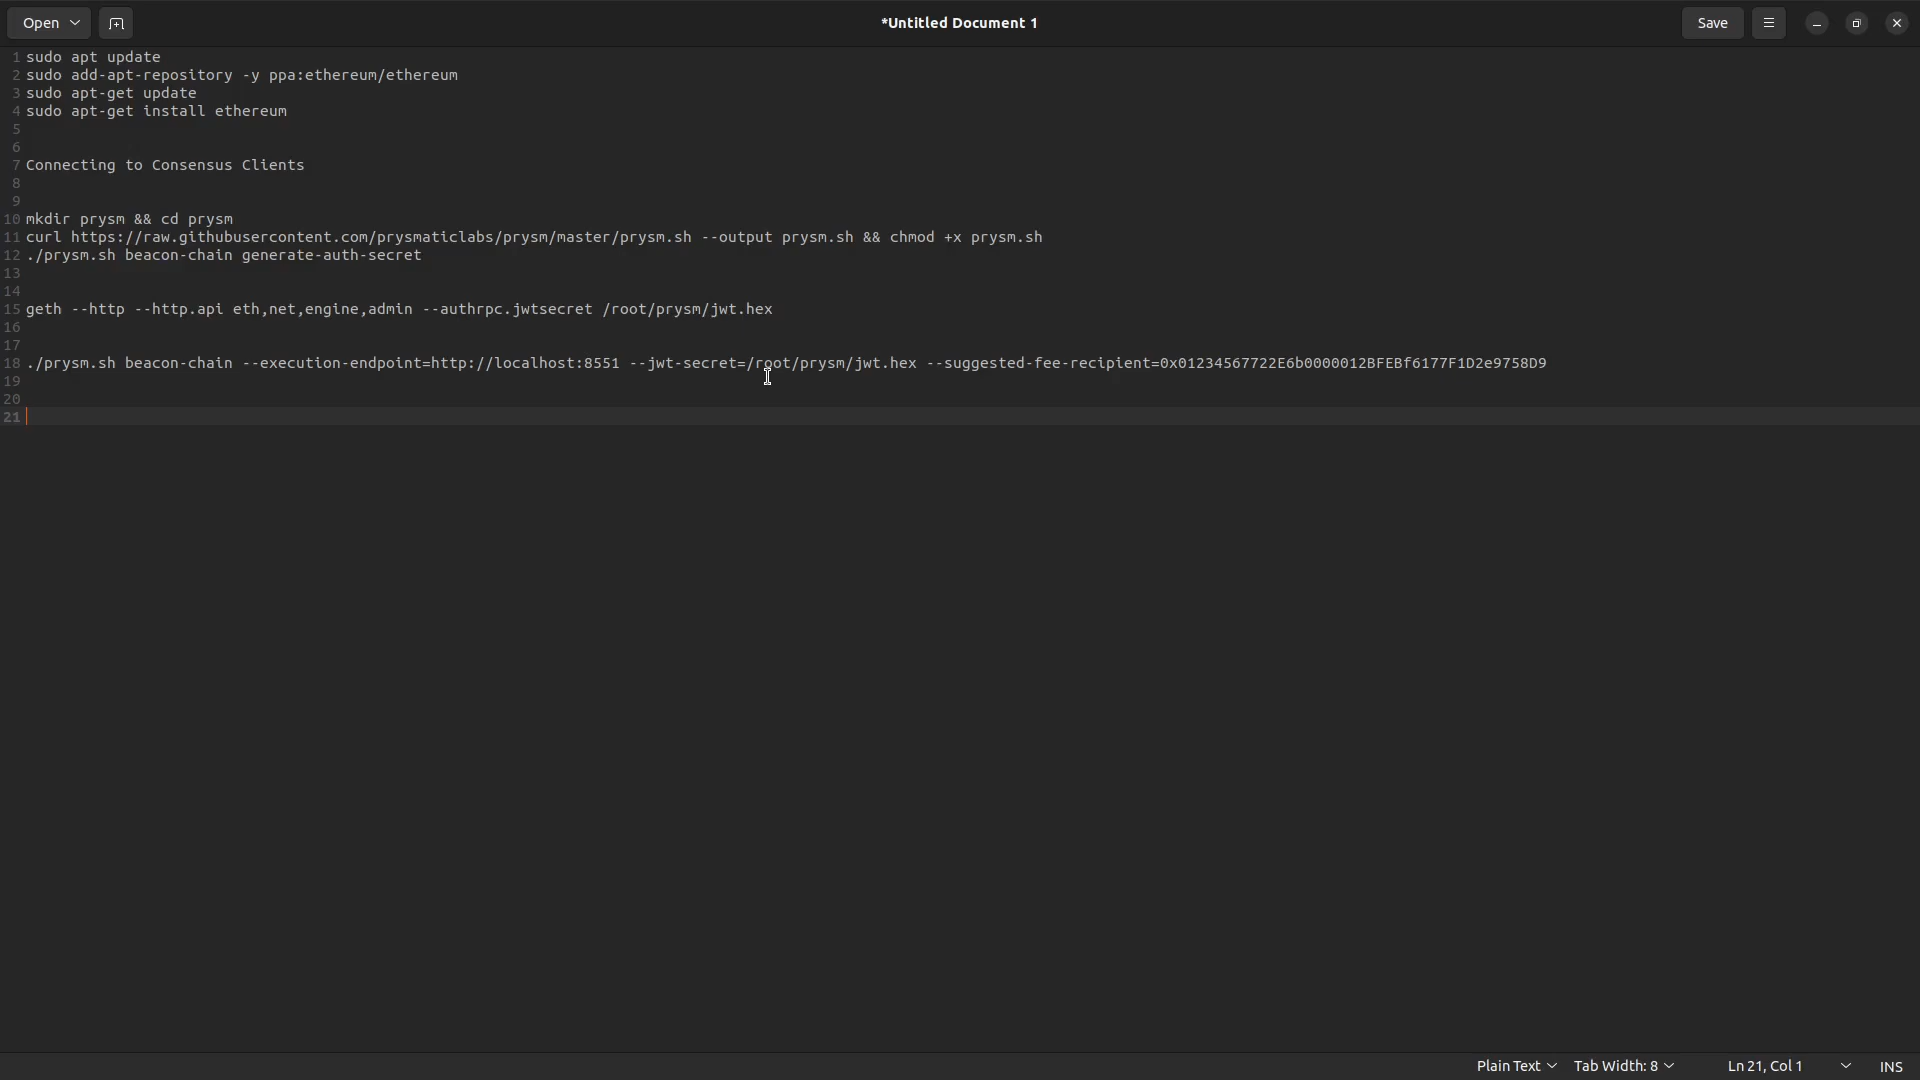 Open
*Untitled Document 1
Save
1 sudo apt update
2 sudo add-apt-repository -y ppa:ethereum/ethereum
3 sudo apt-get update
4 sudo apt-get install ethereum
5
6
7 Connecting to Consensus Clients
8
9
10 mkdir prysm && cd prysm
11 curl https://raw.githubusercontent.com/prysmaticlabs/prysm/master/prysm.sh --output prysm.sh && chmod +x prysm.sh
12 ./prysm.sh beacon-chain generate-auth-secret
13
14
15 geth --http --http.api eth,net,engine,admin --authrpc.jwtsecret /root/prysm/jwt.hex
16
17
18 ./prysm.sh beacon-chain --execution-endpoint=http://localhost:8551 --jwt-secret=/root/prysm/jwt.hex --suggested-fee-recipient=0x01234567722E6b0000012BFEBf6177F1D2e9758D9
19
20
21
Plain Text Tab Width: 8 Ln 21, Col 1 INS